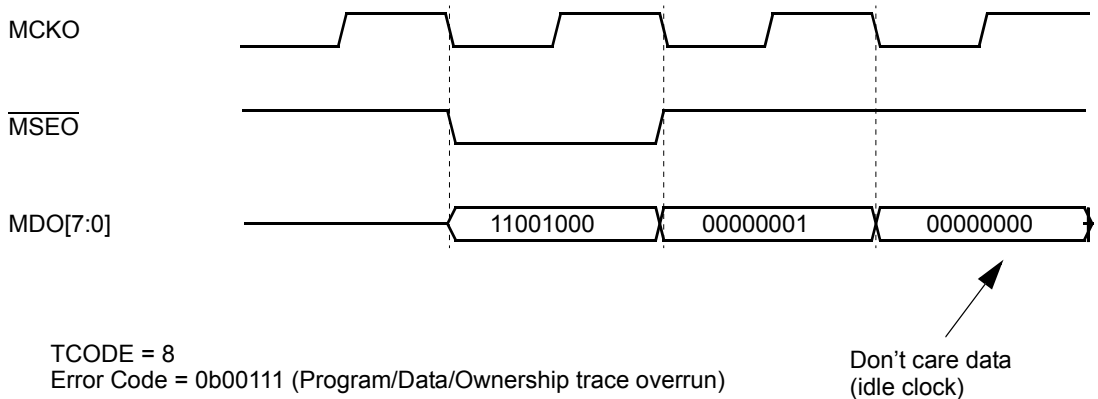 MCKO
MSEO
MDO[7:0] 11001000 00000001 00000000
TCODE = 8
Error Code = 0b00111 (Program/Data/Ownership trace overrun)
Don't care data
(idle clock)